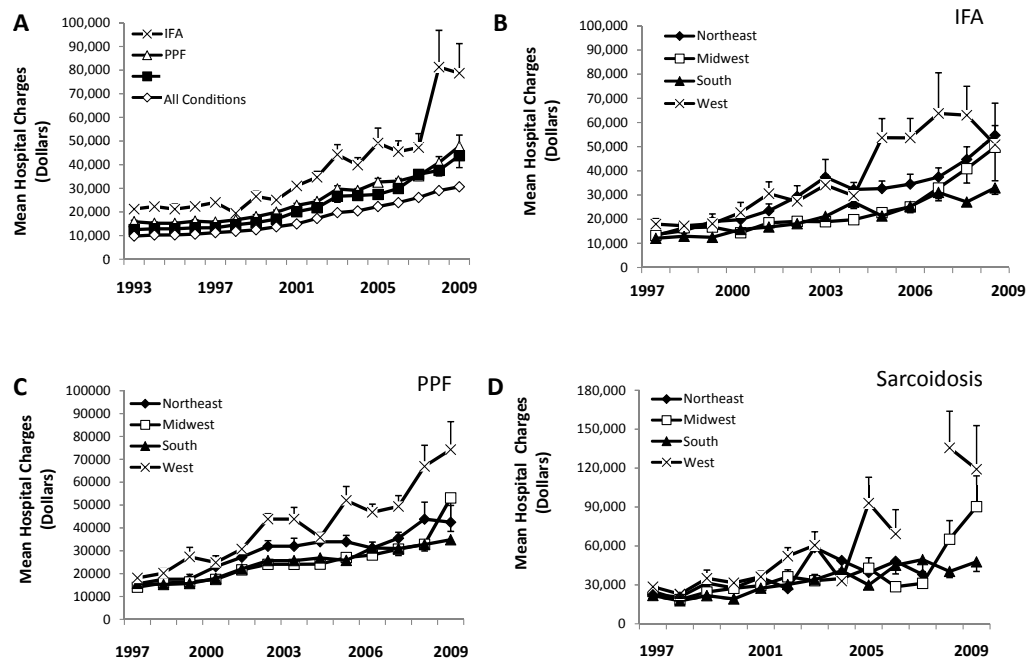 A
Mean Hospital Charges
(Dollars)
100,000
90,000
80,000
70,000
60,000
50,000
40,000
30,000
20,000
10,000
0
IFA
PPF
All Conditions
1993 1997 2001 2005 2009
B
IFA
Mean Hospital Charges
(Dollars)
100,000
90,000
80,000
70,000
60,000
50,000
40,000
30,000
20,000
10,000
0
Northeast
Midwest
South
West
1997 2000 2003 2006 2009
C
PPF
Mean Hospital Charges
(Dollars)
100000
90000
80000
70000
60000
50000
40000
30000
20000
10000
0
Northeast
Midwest
South
West
1997 2000 2003 2006 2009
D
Sarcoidosis
Mean Hospital Charges
(Dollars)
180,000
150,000
120,000
90,000
60,000
30,000
0
Northeast
Midwest
South
West
1997 2001 2005 2009